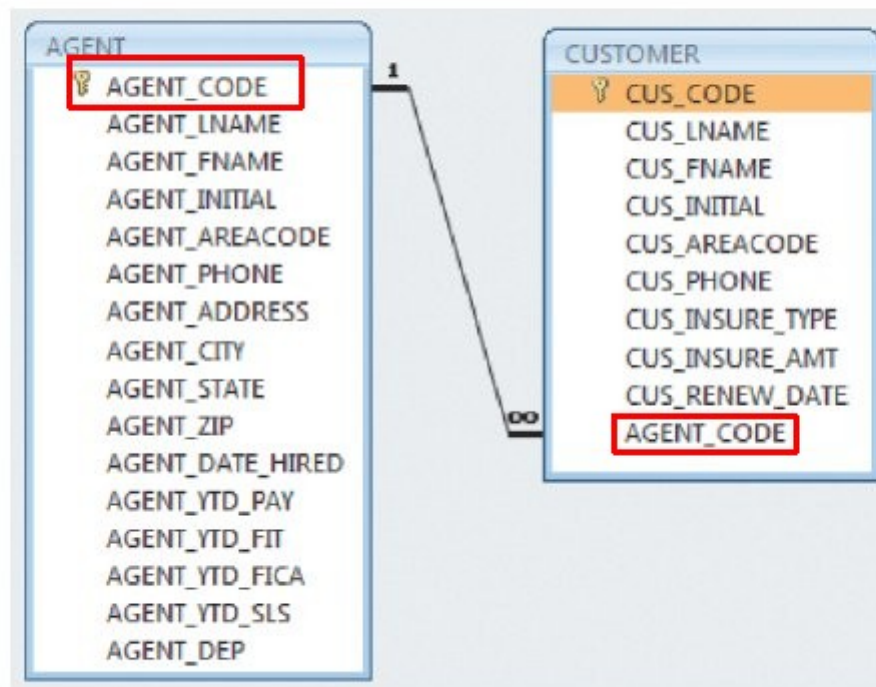 AGENT
AGENT_CODE
AGENT_LNAME
AGENT_FNAME
AGENT_INITIAL
AGENT_AREACODE
AGENT_PHONE
AGENT_ADDRESS
AGENT_CITY
AGENT_STATE
AGENT_ZIP
AGENT_DATE_HIRED
AGENT_YTD_PAY
AGENT_YTD_FIT
AGENT_YTD_FICA
AGENT_YTD_SLS
AGENT_DEP
1
∞
CUSTOMER
CUS_CODE
CUS_LNAME
CUS_FNAME
CUS_INITIAL
CUS_AREACODE
CUS_PHONE
CUS_INSURE_TYPE
CUS_INSURE_AMT
CUS_RENEW_DATE
AGENT_CODE